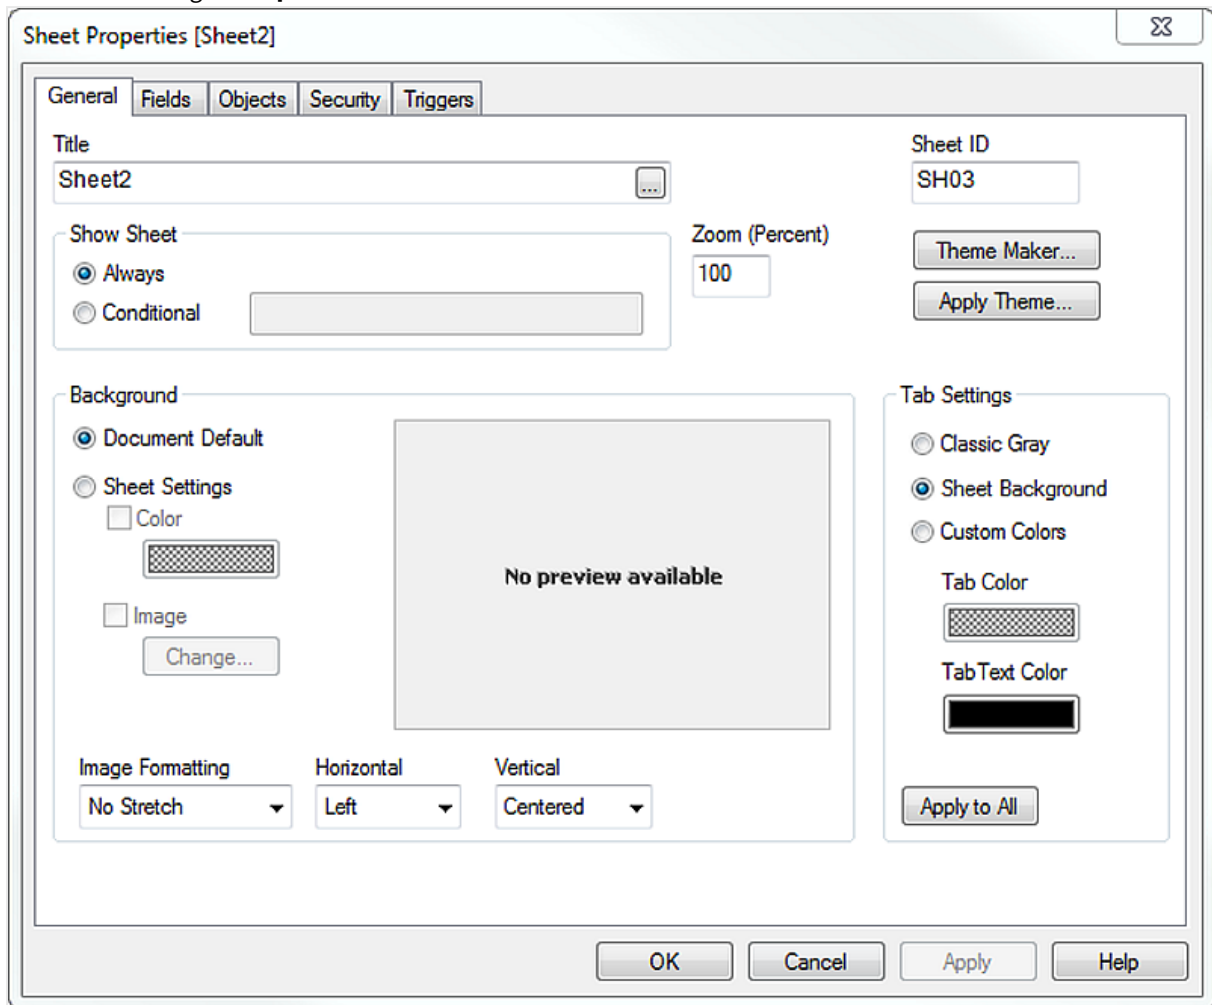 Sheet Properties [Sheet2]
General Fields Objects Security Triggers
Title
Sheet ID
Sheet2
...
SH03
Show Sheet
Zoom (Percent)
Always
100
Theme Maker...
Conditional
Apply Theme...
Background
Tab Settings
Document Default
Classic Gray
Sheet Settings
Sheet Background
Color
Custom Colors
No preview available
Tab Color
Image
Change...
Tab Text Color
Image Formatting
Horizontal
Vertical
No Stretch
Left
Centered
Apply to All
OK
Cancel
Apply
Help